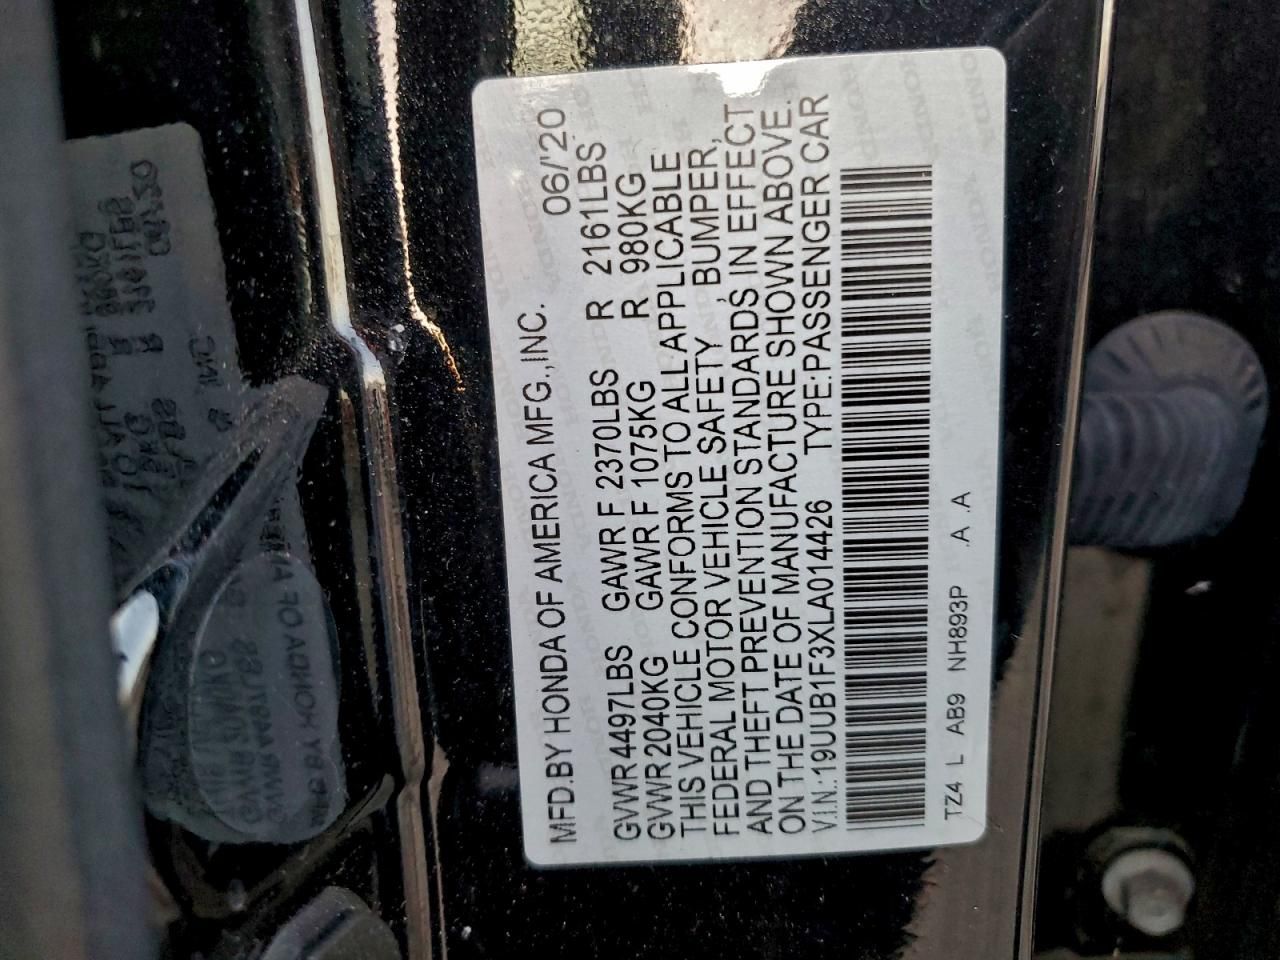 MFD.BY HONDA OF AMERICA MFG.,INC. 06/'20
GVWR 4497LBS GAWR F 2370LBS R 2161LBS
GVWR 2040KG GAWR F 1075KG R 980KG
THIS VEHICLE CONFORMS TO ALL APPLICABLE
FEDERAL MOTOR VEHICLE SAFETY, BUMPER,
AND THEFT PREVENTION STANDARDS IN EFFECT
ON THE DATE OF MANUFACTURE SHOWN ABOVE.
V.I.N.:19UUB1F3XLA014426 TYPE:PASSENGER CAR
TZ4 L AB9 NH893P .A .A